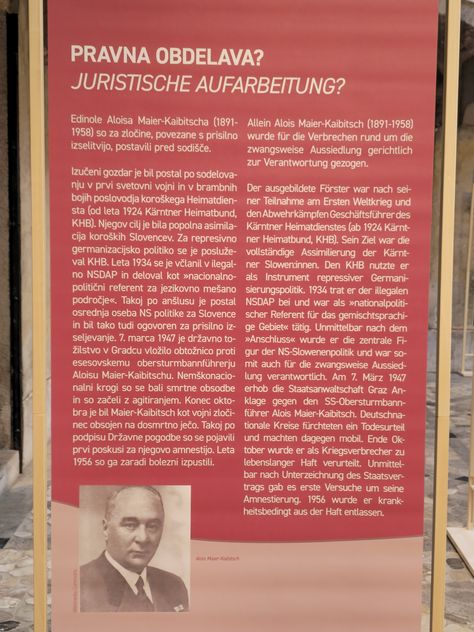 PRAVNA OBDELAVA?
JURISTISCHE AUFARBEITUNG?
Edinole Aloisa Maier-Kaibitscha (1891-
1958) so za zločine, povezane s prisilno
izselitvijo, postavili pred sodišče.
Izučeni gozdar je bil postal po sodelova-
nju v prvi svetovni vojni in v brambnih
bojih poslovodja koroškega Heimatdien-
sta (od leta 1924 Kärntner Heimatbund,
KHB). Njegov cilj je bila popolna asimila-
cija koroških Slovencev. Za represivno
germanizacijsko politiko se je posluže-
val KHB. Leta 1934 se je včlanil v ilegal-
no NSDAP in deloval kot »nacionalno-
politični referent za jezikovno mešano
področje«. Takoj po anšlusu je postal
osrednja oseba NS politike za Slovence
in bil tako tudi ogovoren za prisilno iz-
seljevanje. 7. marca 1947 je državno to-
žilstvo v Gradcu vložilo obtožnico proti
esesovskemu obersturmbannführerju
Aloisu Maier-Kaibitschu. Nemškonacio-
nalni krogi so se bali smrtne obsodbe
in so začeli z agitiranjem. Konec okto-
bra je bil Maier-Kaibitsch kot vojni zloči-
nec obsojen na dosmrtno ječo. Takoj po
podpisu Državne pogodbe so se pojavili
prvi poskusi za njegovo amnestijo. Leta
1956 so ga zaradi bolezni izpustili.
Allein Alois Maier-Kaibitsch (1891-1958)
wurde für die Verbrechen rund um die
zwangsweise Aussiedlung gerichtlich
zur Verantwortung gezogen.
Der ausgebildete Förster war nach sei-
ner Teilnahme am Ersten Weltkrieg und
den Abwehrkämpfen Geschäftsführer des
Kärntner Heimatdienstes (ab 1924 Kärnt-
ner Heimatbund, KHB). Sein Ziel war die
vollständige Assimilierung der Kärnt-
ner Slowen:innen. Den KHB nutzte er
als Instrument repressiver Germani-
sierungspolitik. 1934 trat er der illegalen
NSDAP bei und war als »nationalpoliti-
scher Referent für das gemischtsprachi-
ge Gebiet« tätig. Unmittelbar nach dem
»Anschluss« wurde er die zentrale Fi-
gur der NS-Slowenenpolitik und war so-
mit auch für die zwangsweise Aussied-
lung verantwortlich. Am 7. März 1947
erhob die Staatsanwaltschaft Graz An-
klage gegen den SS-Obersturmbann-
führer Alois Maier-Kaibitsch. Deutschna-
tionale Kreise fürchteten ein Todesurteil
und machten dagegen mobil. Ende Ok-
tober wurde er als Kriegsverbrecher zu
lebenslanger Haft verurteilt. Unmittel-
bar nach Unterzeichnung des Staatsver-
trags gab es erste Versuche um seine
Amnestierung. 1956 wurde er krank-
heitsbedingt aus der Haft entlassen.
Alois Maier-Kaibitsch